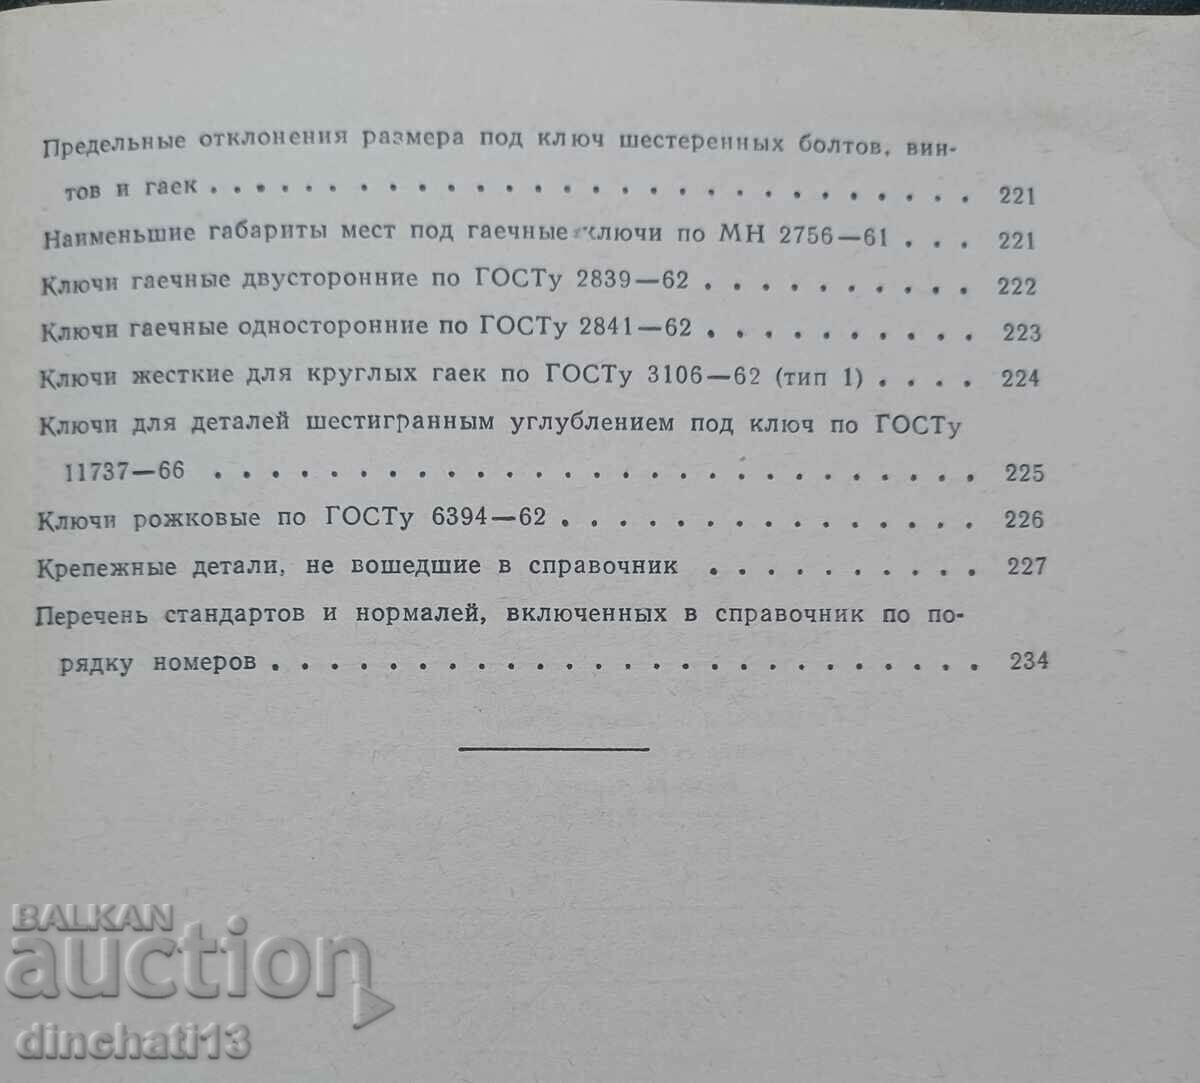 Предельные отклонения размера под ключ шестеренных болтов, вин-
тов и гаек . . . . . . . . . . . . . . . . . . . . . . . . . . . 221
Наименьшие габариты мест под гаечные ключи по МН 2756—61 . . . 221
Ключи гаечные двусторонние по ГОСТу 2839—62 . . . . . . . . . . 222
Ключи гаечные односторонние по ГОСТу 2841—62 . . . . . . . . . . 223
Ключи жесткие для круглых гаек по ГОСТу 3106—62 (тип 1) . . . . 224
Ключи для деталей шестигранным углублением под ключ по ГОСТу
11737—66 . . . . . . . . . . . . . . . . . . . . . . . . . . . 225
Ключи рожковые по ГОСТу 6394—62 . . . . . . . . . . . . . . . 226
Крепежные детали, не вошедшие в справочник . . . . . . . . . . 227
Перечень стандартов и нормалей, включенных в справочник по по-
рядку номеров . . . . . . . . . . . . . . . . . . . . . . . . . 234
BALKAN
auction
dinchati13